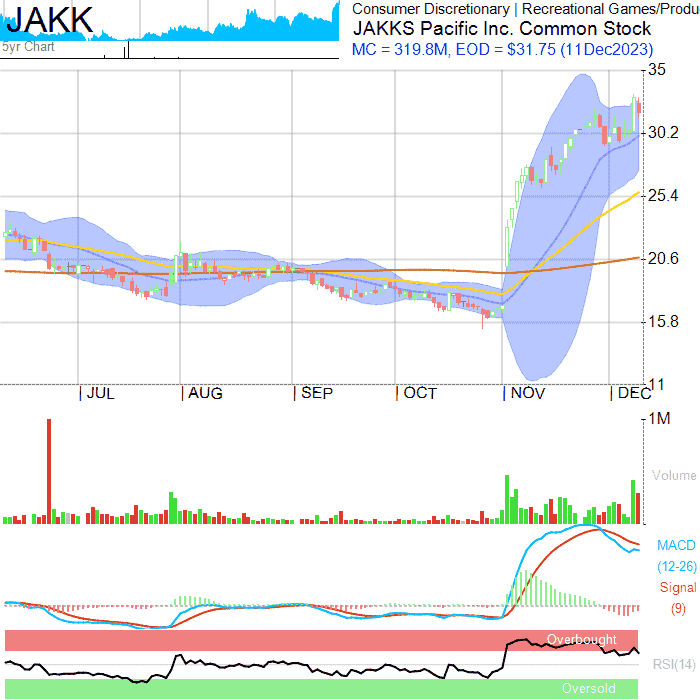 JAKK
5yr Chart
Consumer Discretionary | Recreational Games/Produ
JAKKS Pacific Inc. Common Stock
MC = 319.8M, EOD = $31.75 (11Dec2023)
35
30.2
25.4
20.6
15.8
11
JUL AUG SEP OCT NOV DEC
1M
Volume
MACD
(12-26)
Signal
(9)
Overbought
RSI(14)
Oversold